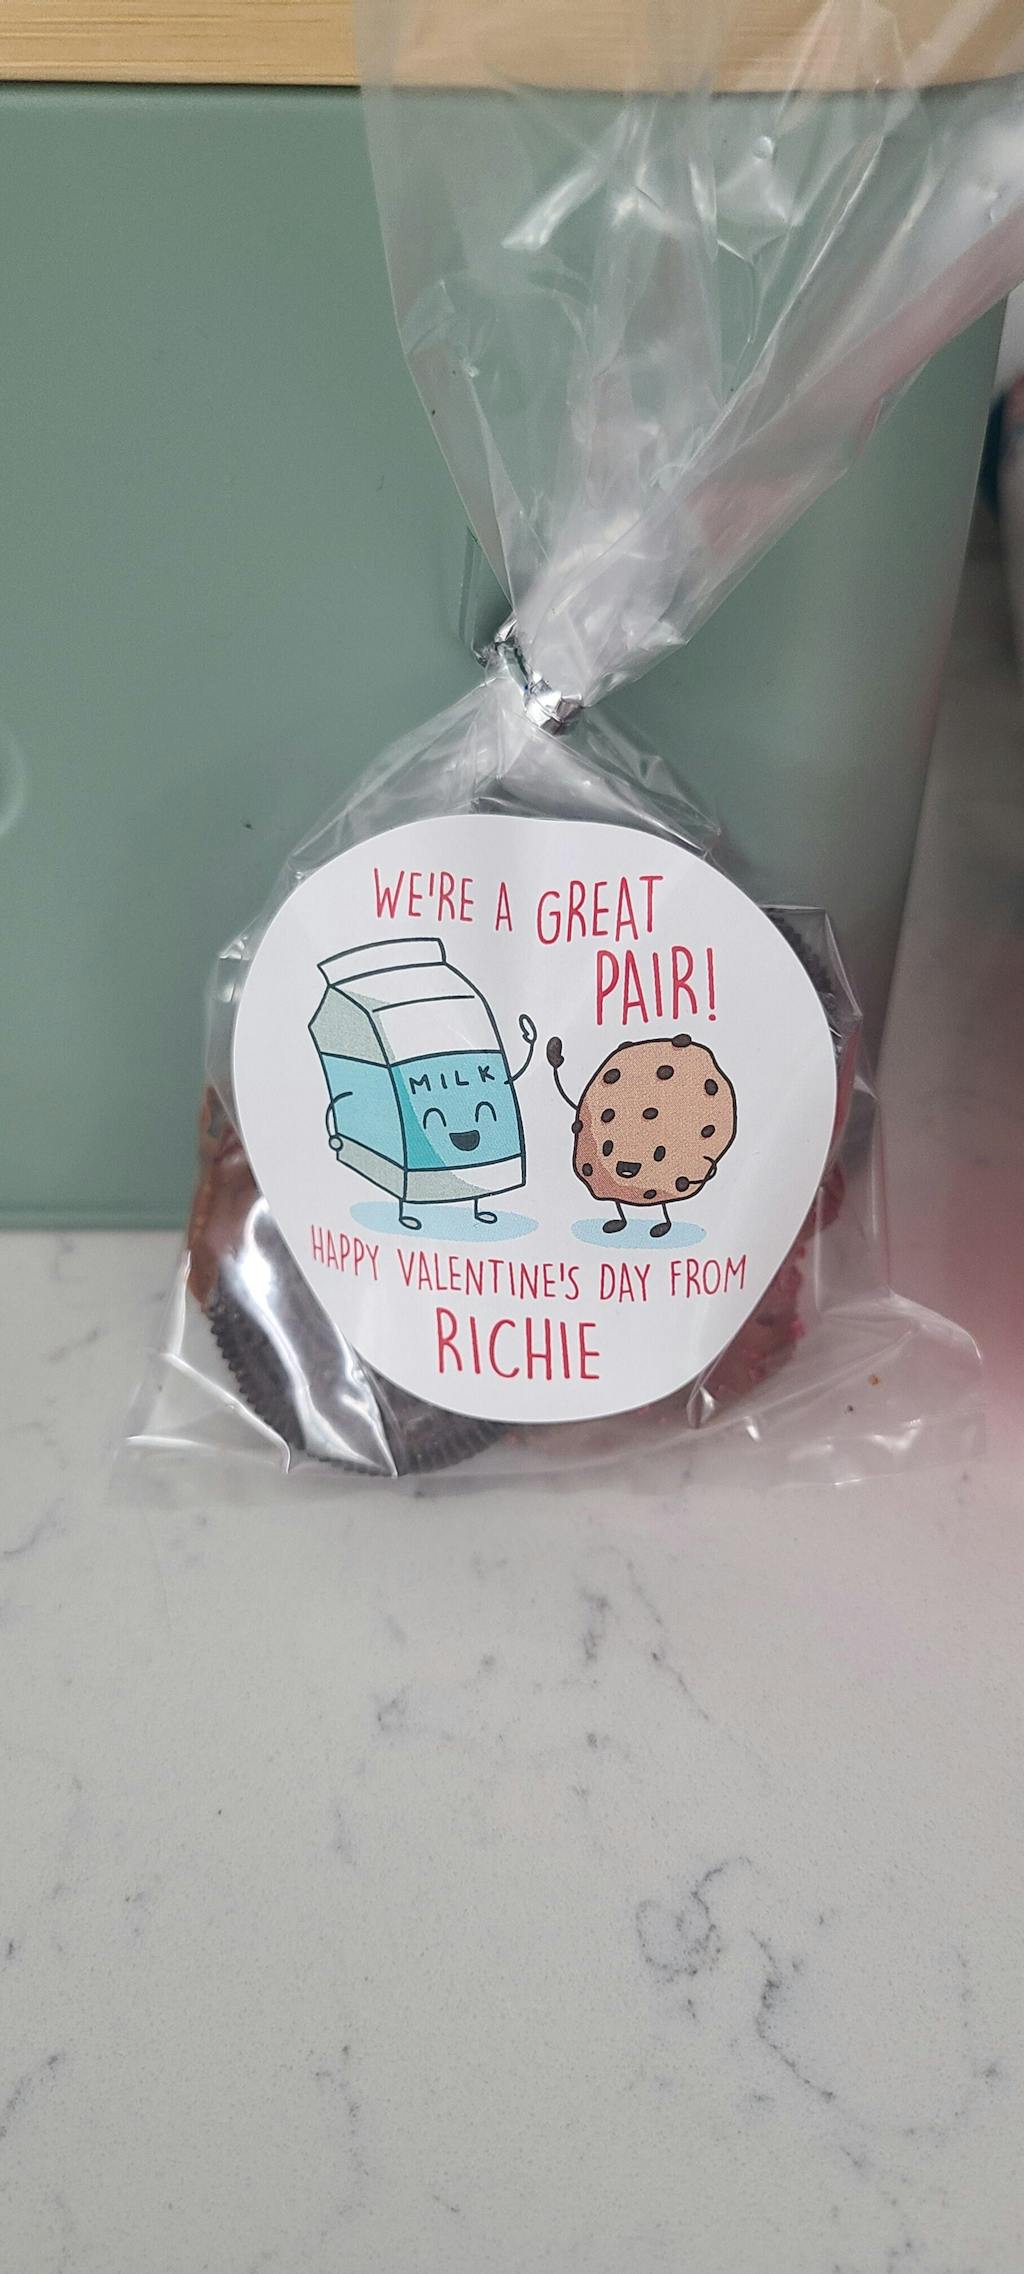 WE'RE A GREAT
PAIR!
MILK
HAPPY VALENTINE'S DAY FROM
RICHIE